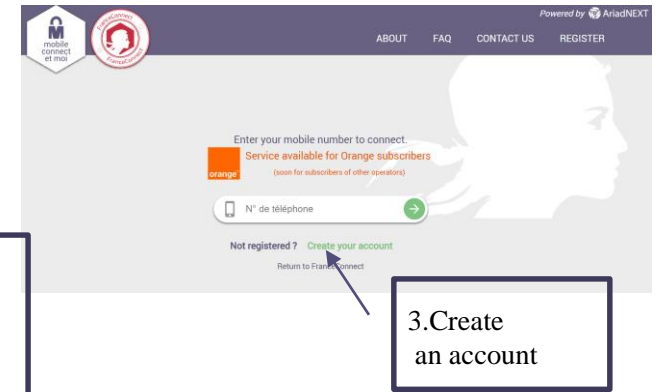 Powered by AriadNEXT
mobile
connect
et moi
FranceConnect
FranceConnect
ABOUT FAQ CONTACT US REGISTER
Enter your mobile number to connect.
Service available for Orange subscribers
orange
(soon for subscribers of other operators)
N° de téléphone
Not registered ? Create your account
Return to FranceConnect
3.Create
an account